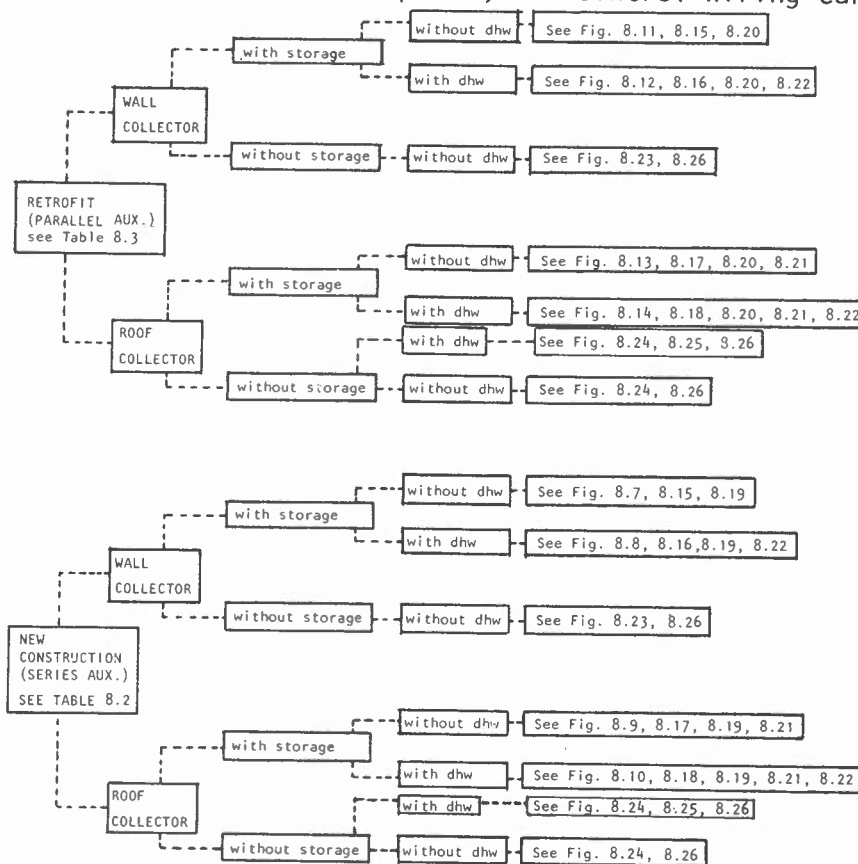 without dhw
See Fig. 8.11, 8.15, 8.20
with storage
with dhw
See Fig. 8.12, 8.16, 8.20, 8.22
WALL
COLLECTOR
without storage
without dhw
See Fig. 8.23, 8.26
RETROFIT
(PARALLEL AUX.)
see Table 8.3
without dhw
See Fig. 8.13, 8.17, 8.20, 8.21
with storage
with dhw
See Fig. 8.14, 8.18, 8.20, 8.21, 8.22
ROOF
COLLECTOR
with dhw
See Fig. 8.24, 8.25, 8.26
without storage
without dhw
See Fig. 8.24, 8.26
without dhw
See Fig. 8.7, 8.15, 8.19
with storage
with dhw
See Fig. 8.8, 8.16,8.19, 8.22
WALL
COLLECTOR
without storage
without dhw
See Fig. 8.23, 8.26
NEW
CONSTRUCTION
(SERIES AUX.)
SEE TABLE 8.2
without dhw
See Fig. 8.9, 8.17, 8.19, 8.21
with storage
with dhw
See Fig. 8.10, 8.18, 8.19, 8.21, 8.22
ROOF
COLLECTOR
with dhw
See Fig. 8.24, 8.25, 8.26
without storage
without dhw
See Fig. 8.24, 8.26